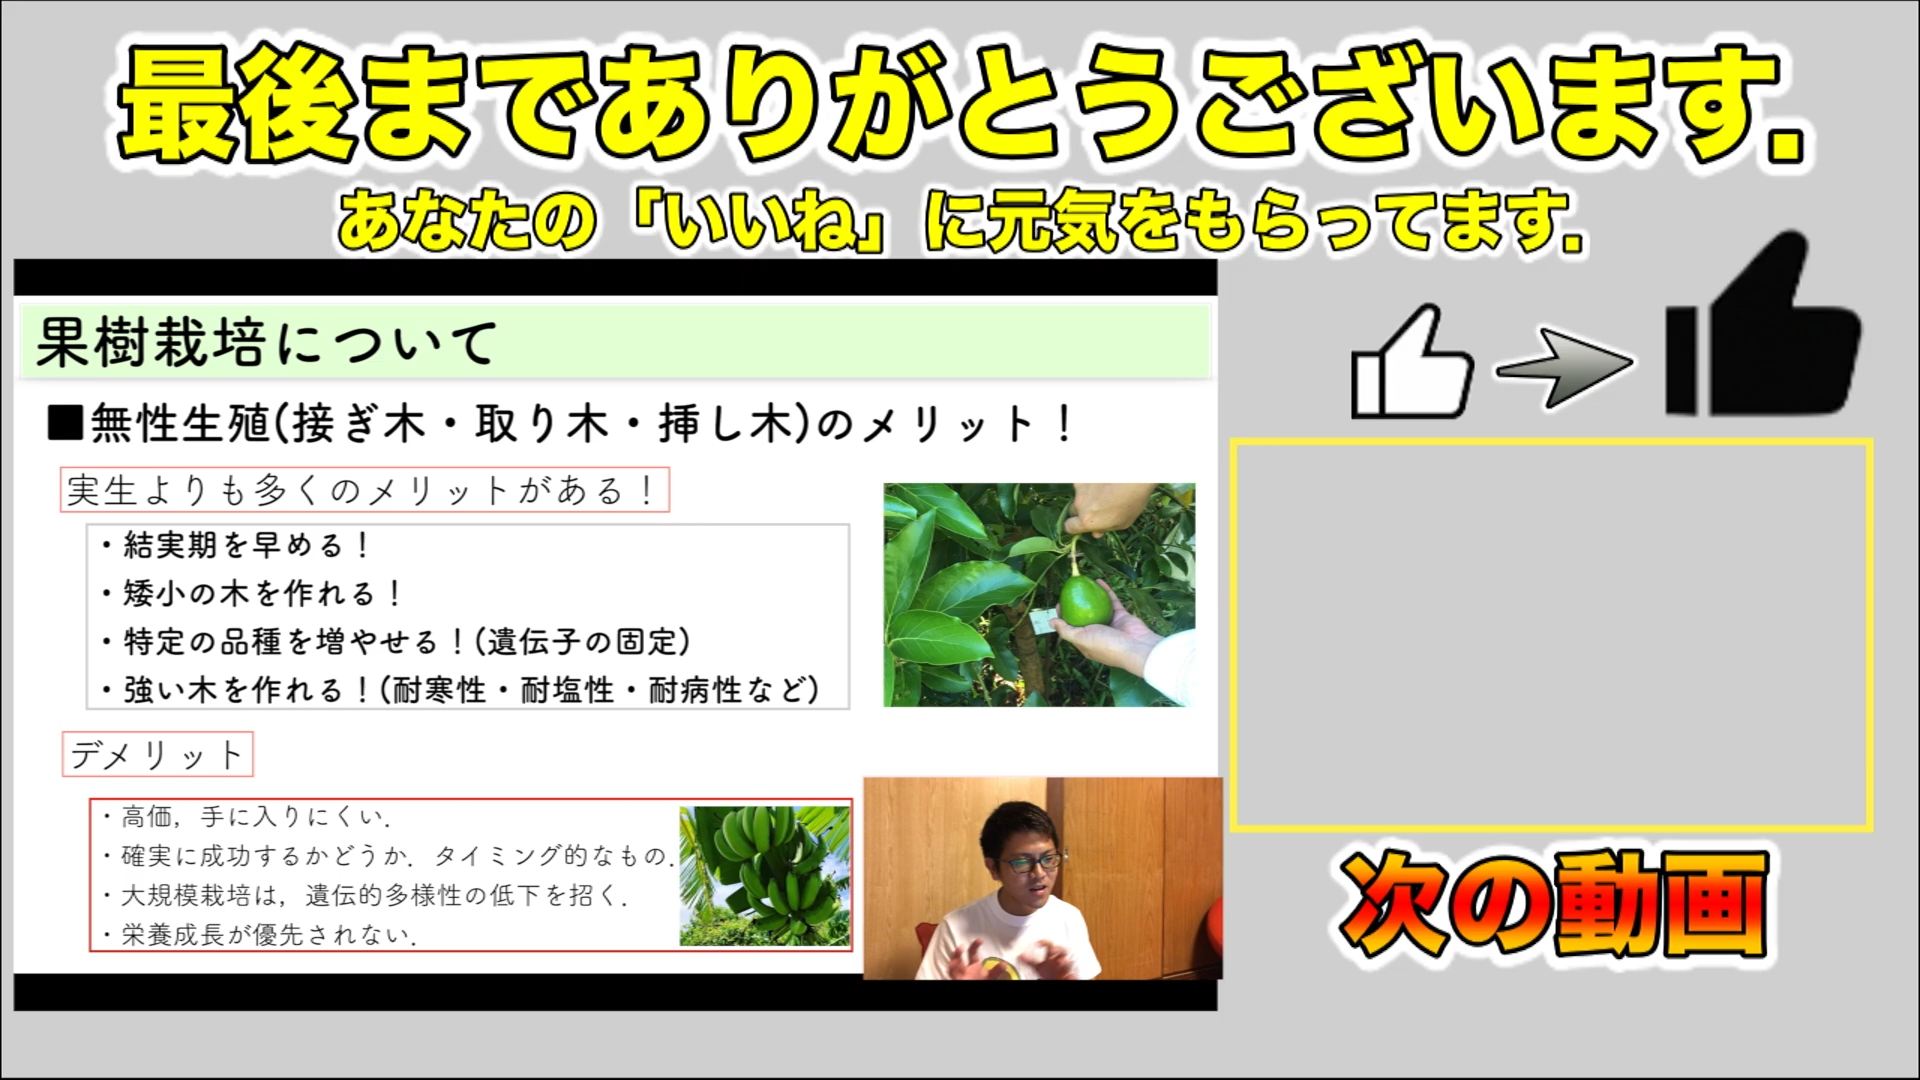 最後までありがとうございます.
あなたの「いいね」に元気をもらってます.
果樹栽培について
■無性生殖(接ぎ木・取り木・挿し木)のメリット！
実生よりも多くのメリットがある！
・結実期を早める！
・矮小の木を作れる！
・特定の品種を増やせる！(遺伝子の固定)
・強い木を作れる！(耐寒性・耐塩性・耐病性など)
デメリット
・高価，手に入りにくい．
・確実に成功するかどうか．タイミング的なもの．
・大規模栽培は，遺伝的多様性の低下を招く．
・栄養成長が優先されない．
次の動画